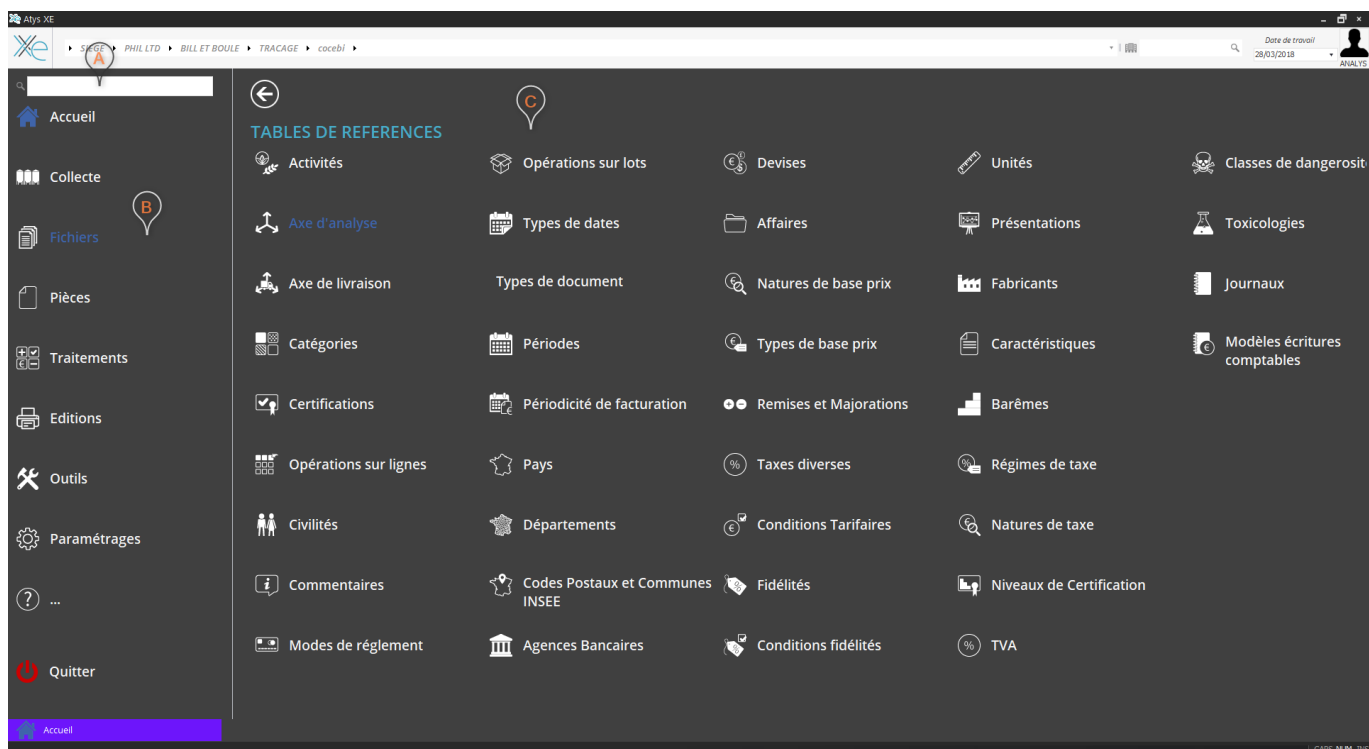 Atys XE
Xe
SIEGE PHIL LTD BILL ET BOULE TRACAGE cocebi
Date de travail
28/03/2018
ANALYS
A
Accueil
Collecte
B
Fichiers
Pièces
Traitements
Editions
Outils
Paramétrages
? ...
Quitter
Accueil
C
TABLES DE REFERENCES
Activités
Axe d'analyse
Axe de livraison
Catégories
Certifications
Opérations sur lignes
Civilités
Commentaires
Modes de réglement
Opérations sur lots
Types de dates
Types de document
Périodes
Périodicité de facturation
Pays
Départements
Codes Postaux et Communes
INSEE
Agences Bancaires
Devises
Affaires
Natures de base prix
Types de base prix
Remises et Majorations
Taxes diverses
Conditions Tarifaires
Fidélités
Conditions fidélités
Unités
Présentations
Fabricants
Caractéristiques
Barêmes
Régimes de taxe
Natures de taxe
Niveaux de Certification
TVA
Classes de dangerosit
Toxicologies
Journaux
Modèles écritures
comptables